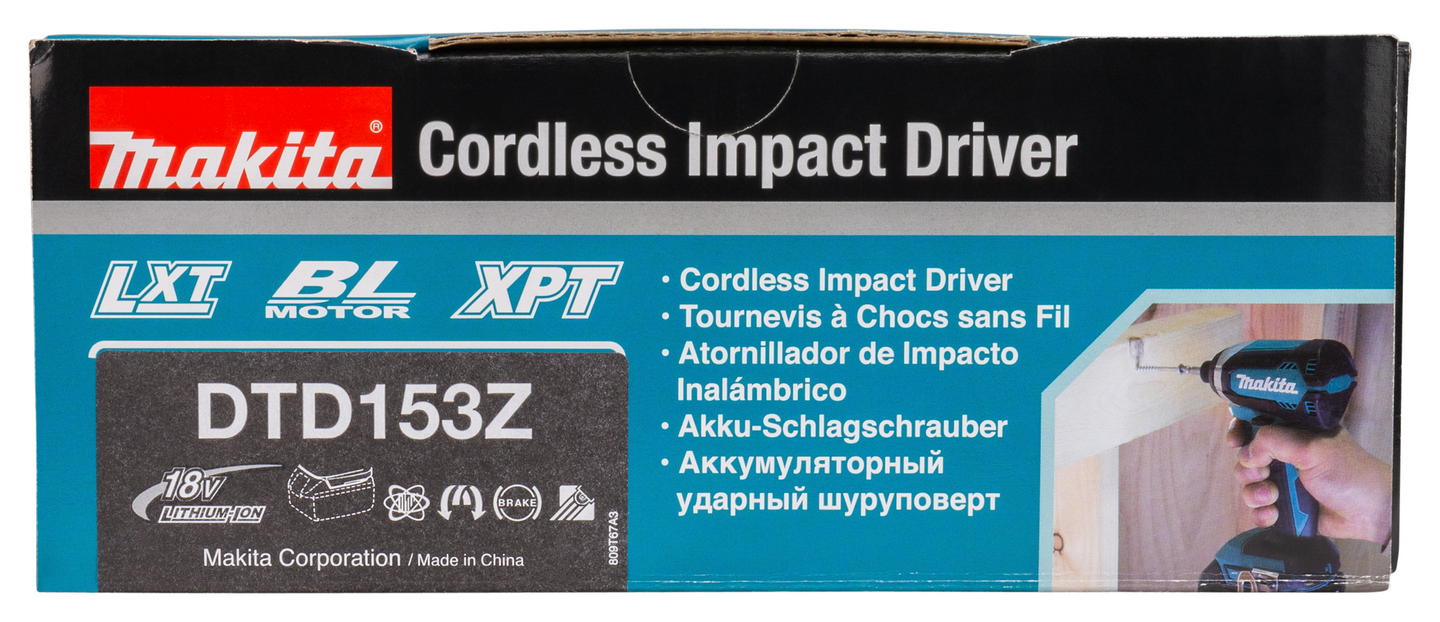 Makita®
Cordless Impact Driver
LXT
BL MOTOR
XPT
DTD153Z
18V
LITHIUM-ION
BRAKE
Makita Corporation / Made in China
809T67A3
• Cordless Impact Driver
• Tournevis à Chocs sans Fil
• Atornillador de Impacto
Inalámbrico
• Akku-Schlagschrauber
• Аккумуляторный
ударный шуруповерт
Makita